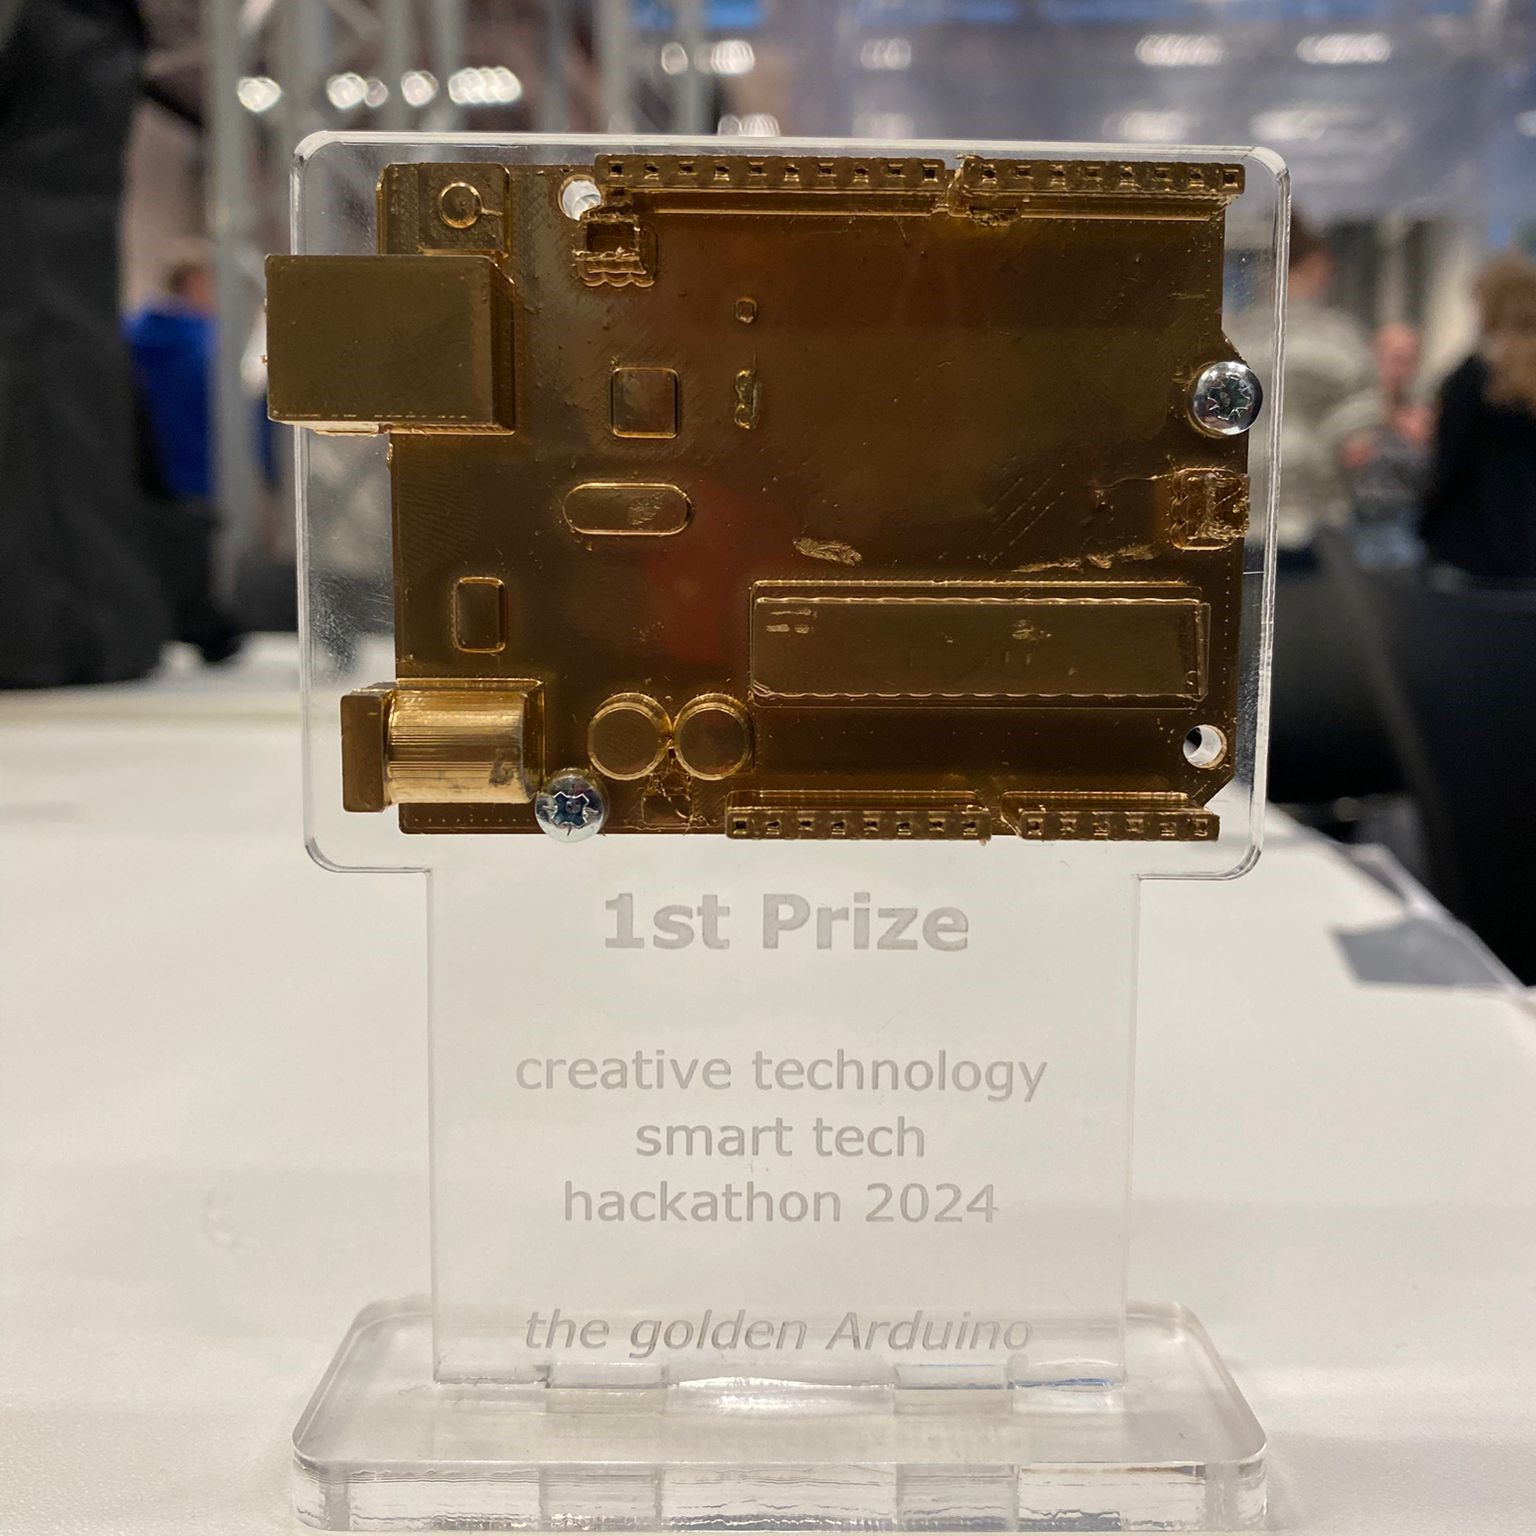 1st Prize
creative technology
smart tech
hackathon 2024
the golden Arduino